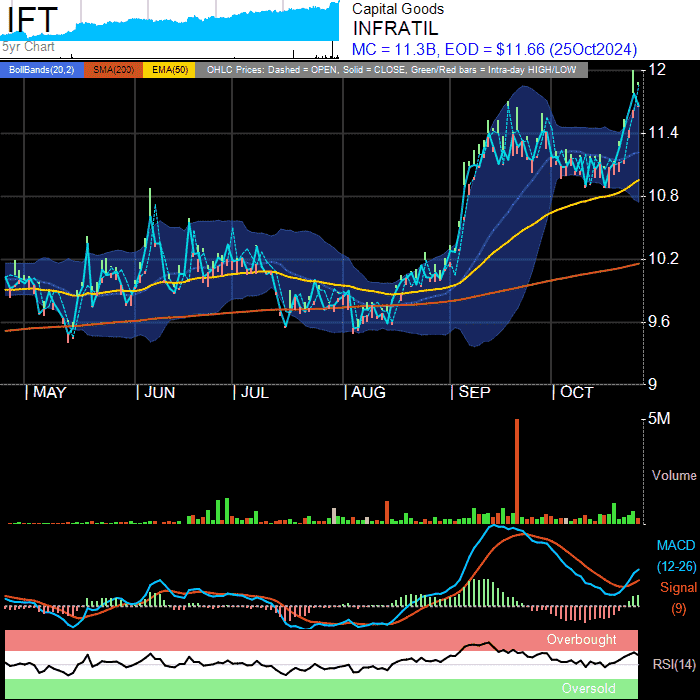 IFT
5yr Chart
Capital Goods
INFRATIL
MC = 11.3B, EOD = $11.66 (25Oct2024)
BollBands(20,2) SMA(200) EMA(50) OHLC Prices: Dashed = OPEN, Solid = CLOSE, Green/Red bars = Intra-day HIGH/LOW
12
11.4
10.8
10.2
9.6
9
MAY JUN JUL AUG SEP OCT
5M
Volume
MACD
(12-26)
Signal
(9)
Overbought
RSI(14)
Oversold